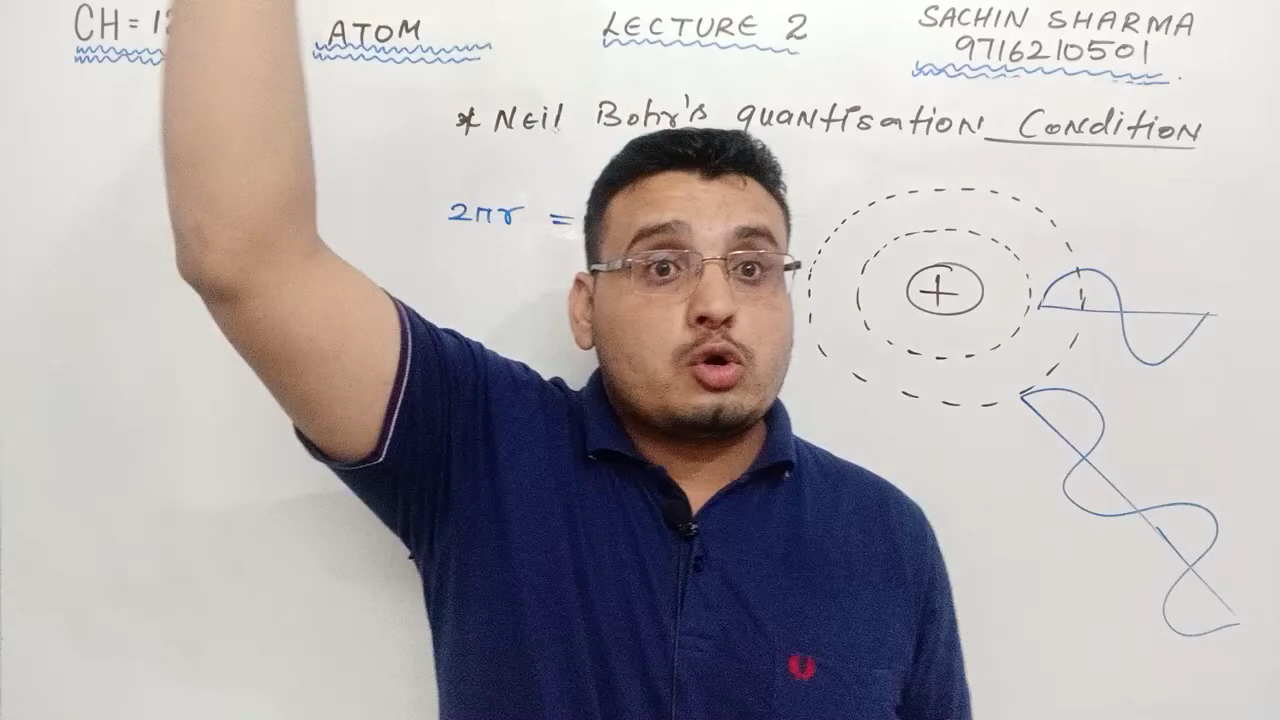 CH = 1
ATOM
LECTURE 2
SACHIN SHARMA
9716210501
* Neil Bohr's quantisation Condition
2πr =
+